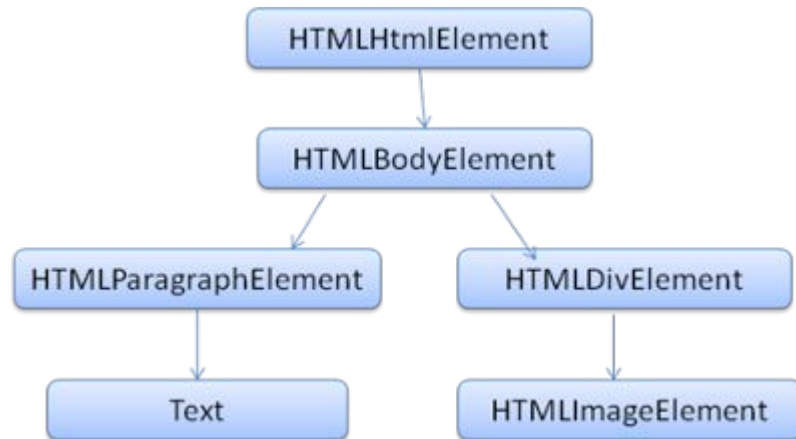 HTMLHtmlElement
HTMLBodyElement
HTMLParagraphElement
HTMLDivElement
Text
HTMLImageElement